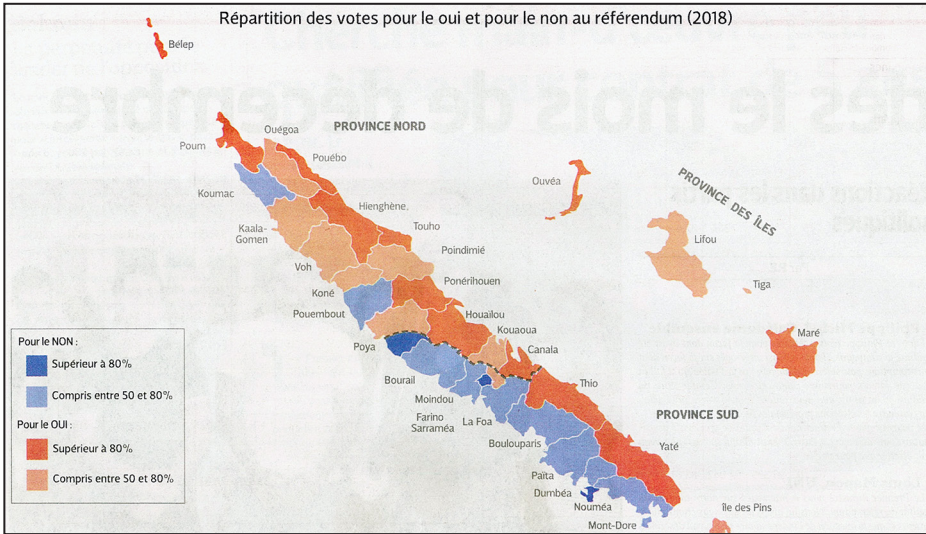 Répartition des votes pour le oui et pour le non au référendum (2018)
Bélep
PROVINCE NORD
Ouégoa
Poum
Pouébo
Koumac
Hienghène
Touho
Kaala-
Gomen
Poindimié
Voh
Ponérihouen
Koné
Pouembout
Houaïlou
Kouaoua
Poya
Canala
Bourail
Thio
Moindou
Farino
Sarraméa
La Foa
Boulouparis
Yaté
Païta
Dumbéa
Nouméa
Mont-Dore
Île des Pins
PROVINCE SUD
Ouvéa
PROVINCE DES ÎLES
Lifou
Tiga
Maré
Pour le NON :
Supérieur à 80%
Compris entre 50 et 80%
Pour le OUI :
Supérieur à 80%
Compris entre 50 et 80%